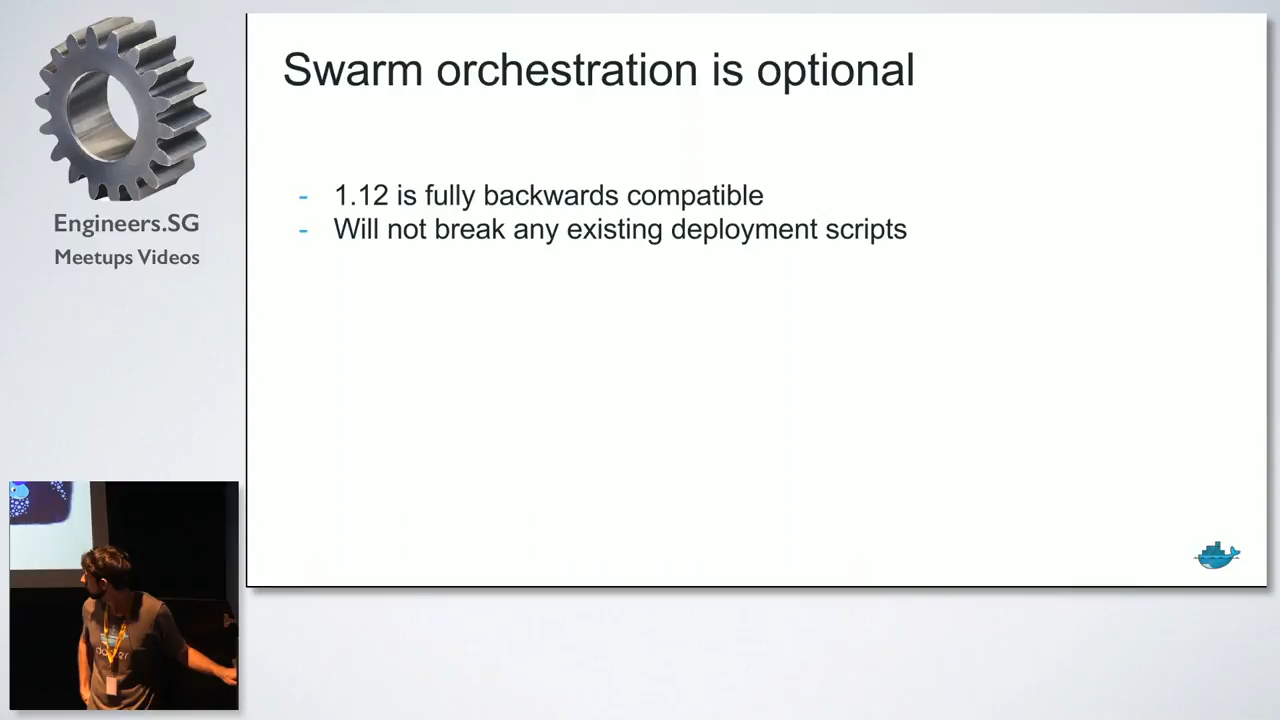 Swarm orchestration is optional
- 1.12 is fully backwards compatible
- Will not break any existing deployment scripts
Engineers.SG
Meetups Videos
docker